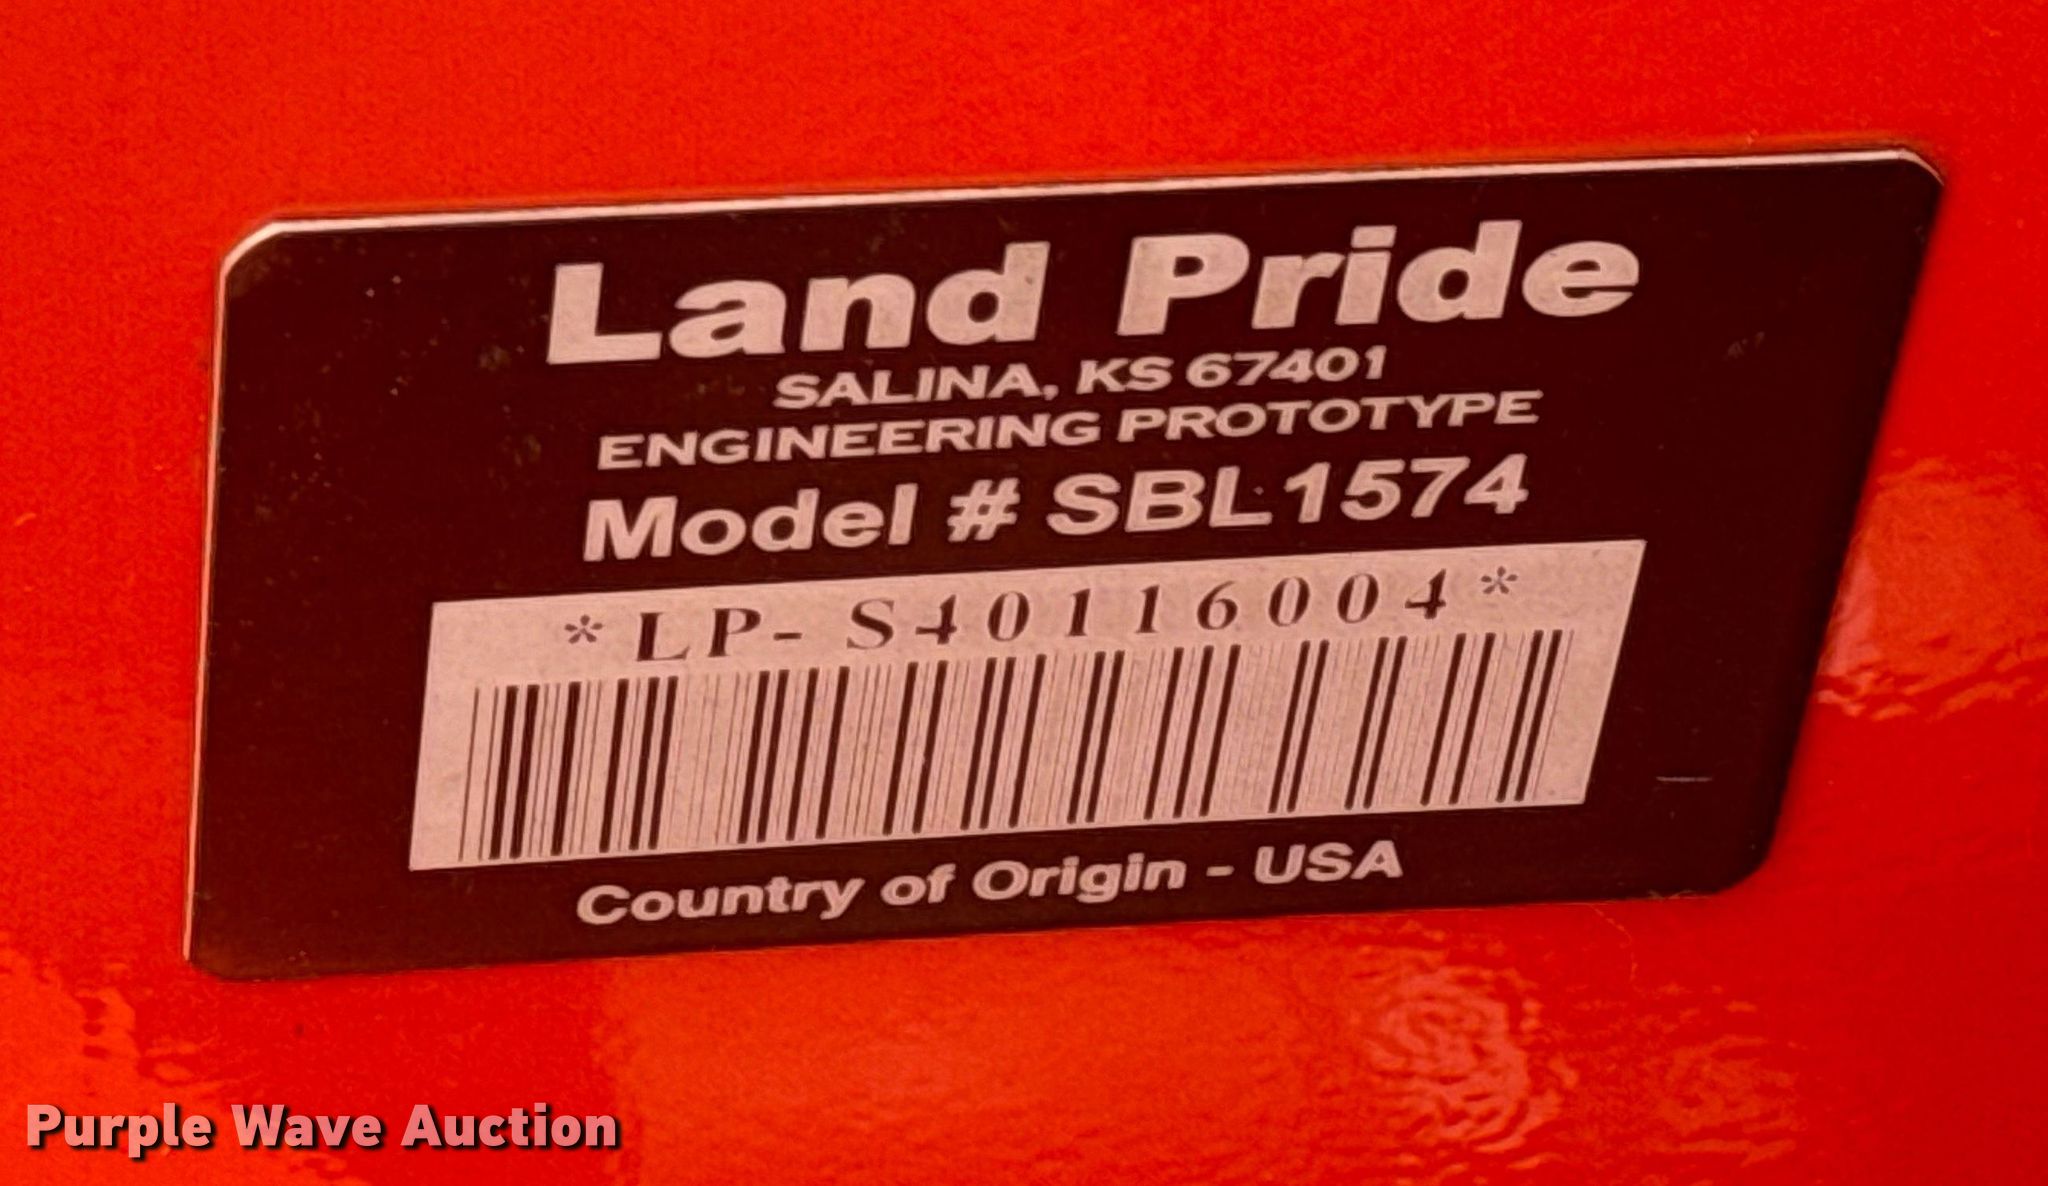 Land Pride
SALINA, KS 67401
ENGINEERING PROTOTYPE
Model # SBL1574
*LP- S40116004*
Country of Origin - USA
Purple Wave Auction